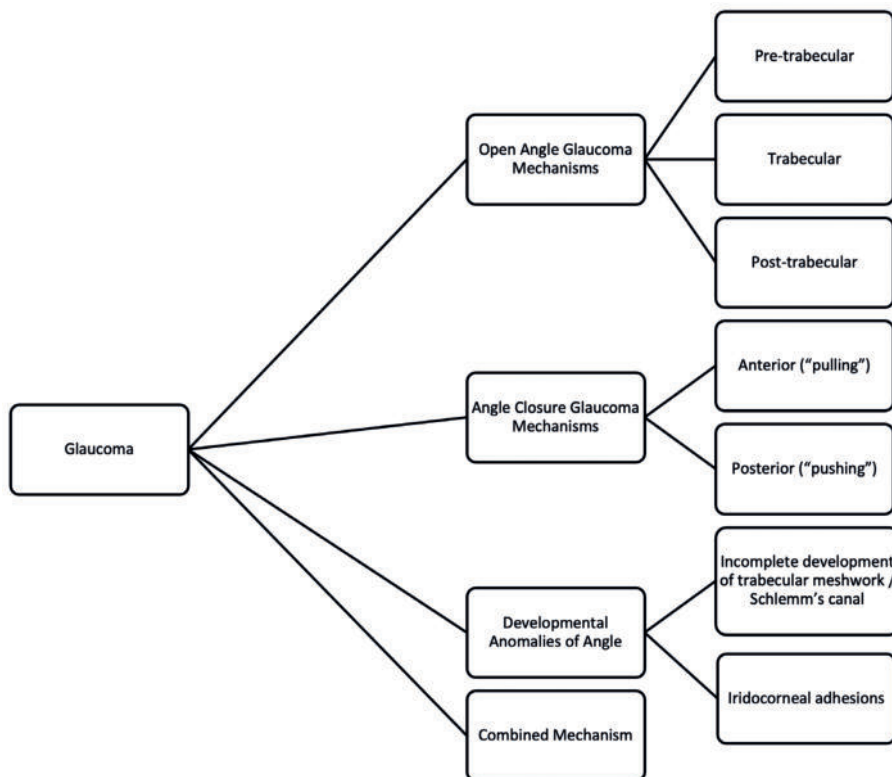 Glaucoma
Open Angle Glaucoma
Mechanisms
Pre-trabecular
Trabecular
Post-trabecular
Angle Closure Glaucoma
Mechanisms
Anterior (“pulling”)
Posterior (“pushing”)
Developmental
Anomalies of Angle
Incomplete development
of trabecular meshwork /
Schlemm’s canal
Iridocorneal adhesions
Combined Mechanism